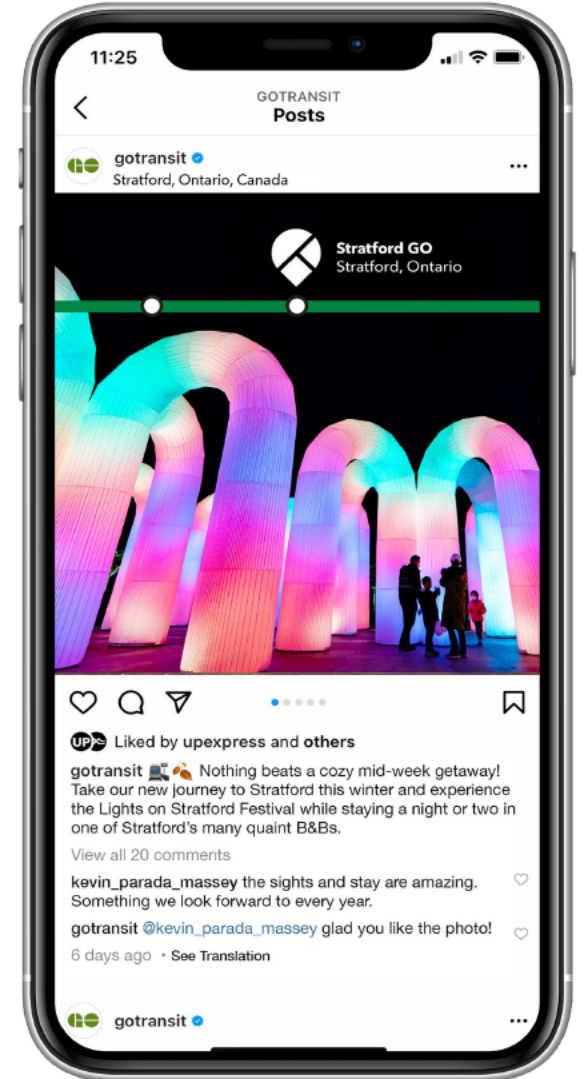 11:25
GOTRANSIT
Posts
gotransit
Stratford, Ontario, Canada
Stratford GO
Stratford, Ontario
UP
Liked by upexpress and others
gotransit Nothing beats a cozy mid-week getaway!
Take our new journey to Stratford this winter and experience
the Lights on Stratford Festival while staying a night or two in
one of Stratford's many quaint B&Bs.
View all 20 comments
kevin_parada_massey the sights and stay are amazing.
Something we look forward to every year.
gotransit @kevin_parada_massey glad you like the photo!
6 days ago • See Translation
gotransit